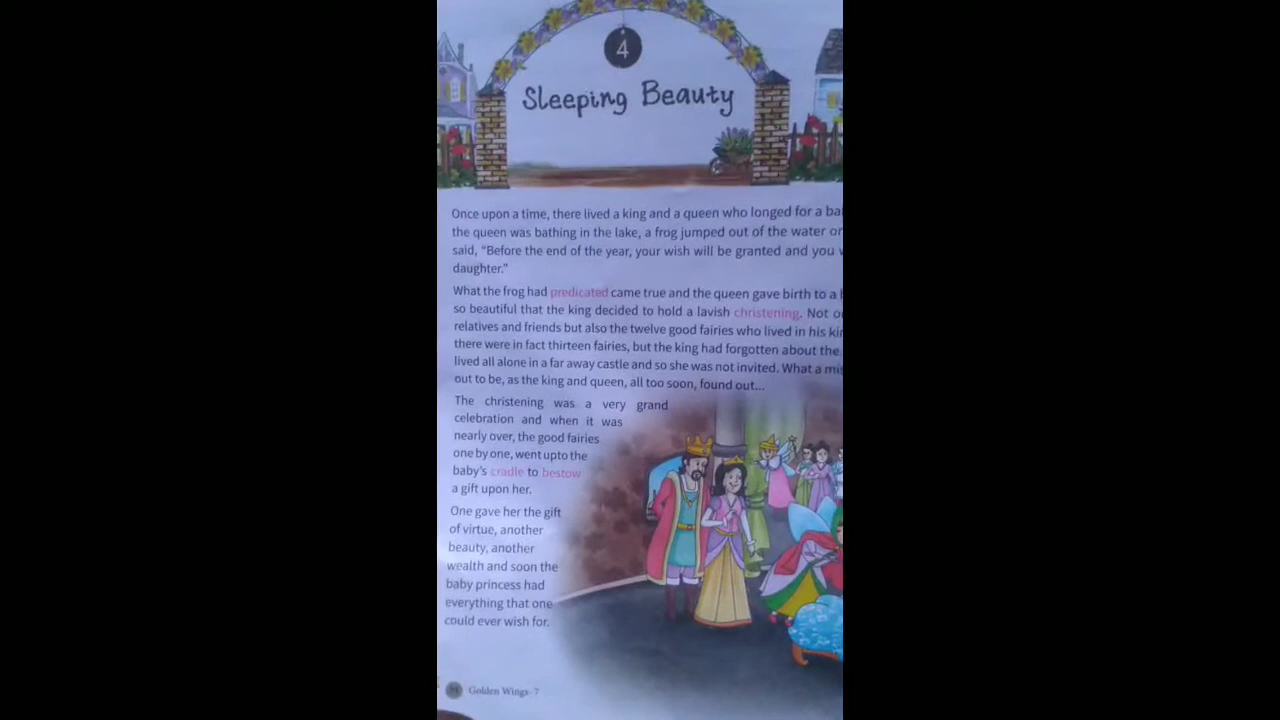 4
Sleeping Beauty
Once upon a time, there lived a king and a queen who longed for a
the queen was bathing in the lake, a frog jumped out of the water
said, “Before the end of the year, your wish will be granted and you
daughter.”
What the frog had predicated came true and the queen gave birth to a
so beautiful that the king decided to hold a lavish christening. Not
relatives and friends but also the twelve good fairies who lived in his
there were in fact thirteen fairies, but the king had forgotten about the
lived all alone in a far away castle and so she was not invited. What a
out to be, as the king and queen, all too soon, found out...
The christening was a very grand
celebration and when it was
nearly over, the good fairies
one by one, went upto the
baby's cradle to bestow
a gift upon her.
One gave her the gift
of virtue, another
beauty, another
wealth and soon the
baby princess had
everything that one
could ever wish for.
Golden Wings- 7